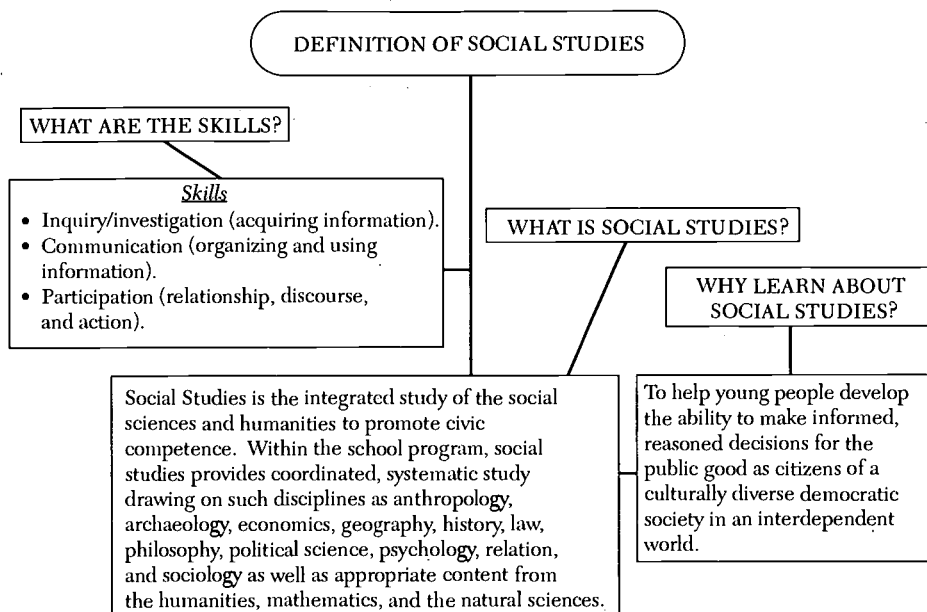 DEFINITION OF SOCIAL STUDIES
WHAT ARE THE SKILLS?
Skills
• Inquiry/investigation (acquiring information).
• Communication (organizing and using
information).
• Participation (relationship, discourse,
and action).
WHAT IS SOCIAL STUDIES?
WHY LEARN ABOUT
SOCIAL STUDIES?
Social Studies is the integrated study of the social
sciences and humanities to promote civic
competence. Within the school program, social
studies provides coordinated, systematic study
drawing on such disciplines as anthropology,
archaeology, economics, geography, history, law,
philosophy, political science, psychology, relation,
and sociology as well as appropriate content from
the humanities, mathematics, and the natural sciences.
To help young people develop
the ability to make informed,
reasoned decisions for the
public good as citizens of a
culturally diverse democratic
society in an interdependent
world.